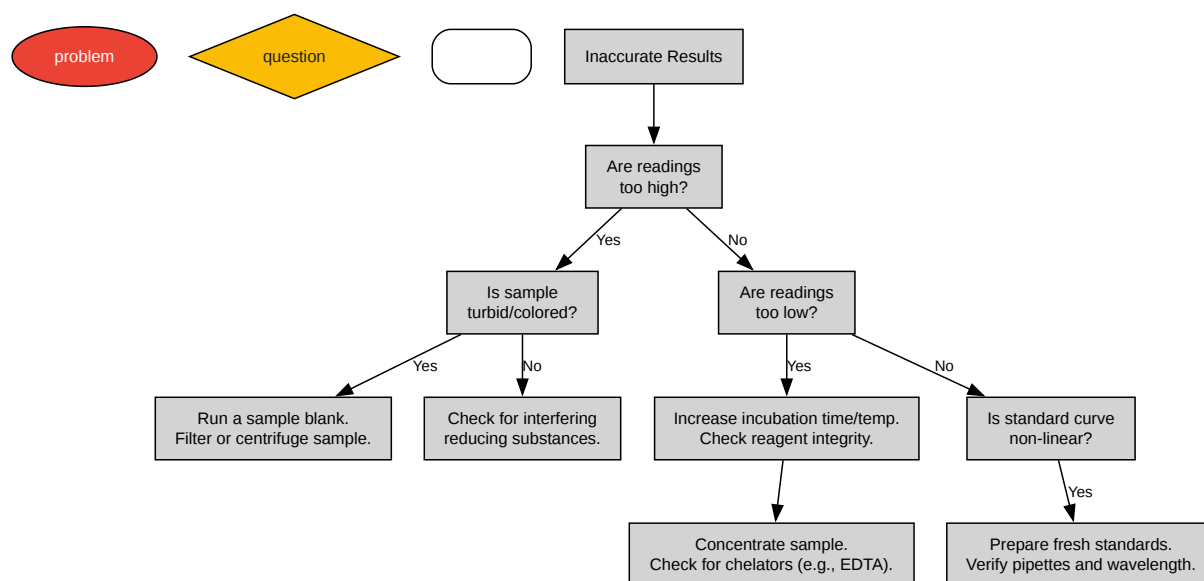 problem
question
Inaccurate Results
Are readings
too high?
Yes
No
Is sample
turbid/colored?
Are readings
too low?
Yes
No
Yes
No
Run a sample blank.
Filter or centrifuge sample.
Check for interfering
reducing substances.
Increase incubation time/temp.
Check reagent integrity.
Is standard curve
non-linear?
Yes
Concentrate sample.
Check for chelators (e.g., EDTA).
Prepare fresh standards.
Verify pipettes and wavelength.